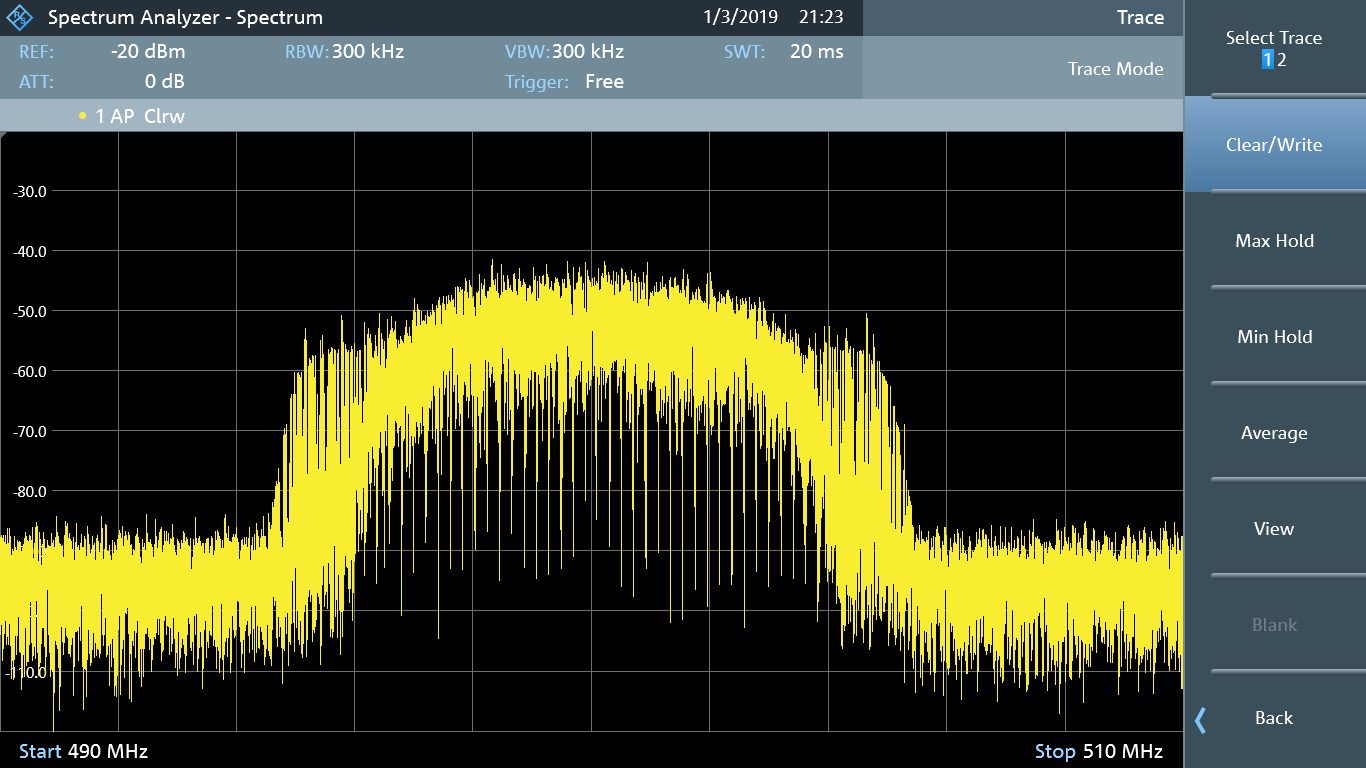 R&S Spectrum Analyzer - Spectrum 1/3/2019 21:23 Trace
REF: -20 dBm RBW: 300 kHz VBW: 300 kHz SWT: 20 ms
ATT: 0 dB Trigger: Free
Trace Mode
1 AP Clrw
-30.0
-40.0
-50.0
-60.0
-70.0
-80.0
-110.0
Start 490 MHz Stop 510 MHz
Select Trace
1 2
Clear/Write
Max Hold
Min Hold
Average
View
Blank
Back